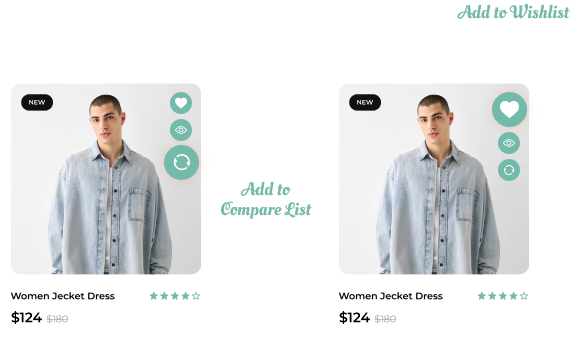 Add to Wishlist
NEW
NEW
Add to
Compare List
Women Jecket Dress
$124 $180
Women Jecket Dress
$124 $180